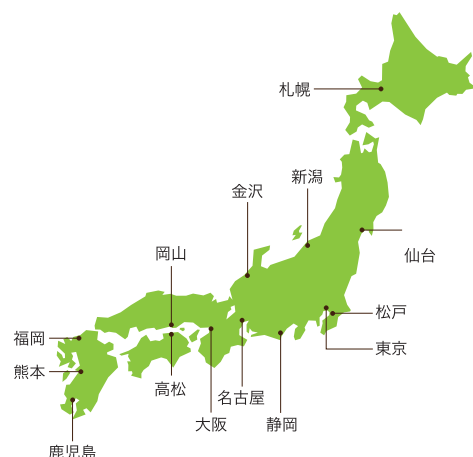 札幌
新潟
金沢
仙台
岡山
松戸
福岡
東京
熊本
高松
名古屋
大阪
静岡
鹿児島